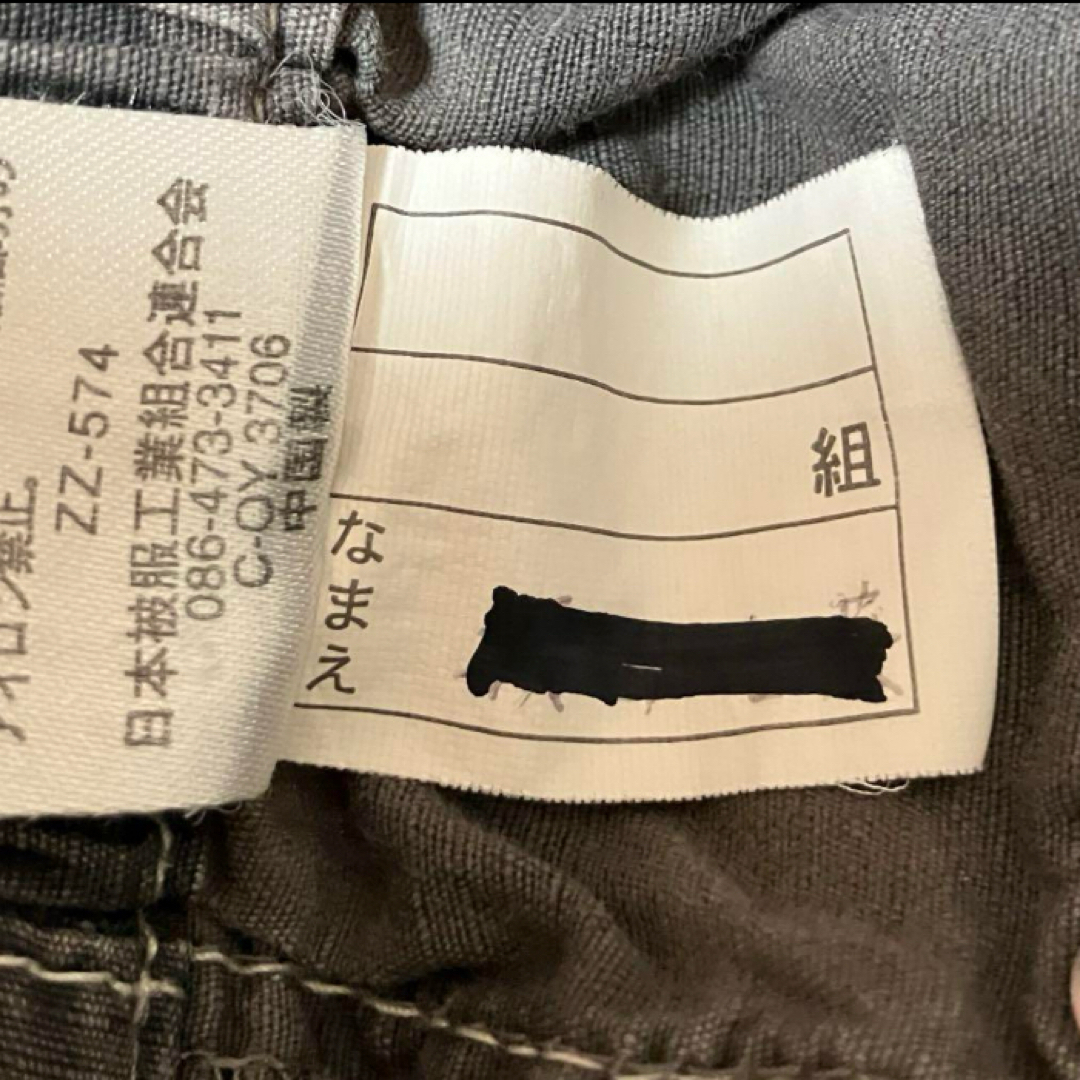 アイロン禁止。
ZZ-574
日本被服工業組合連合会
086-473-3411
C-OY 3706
中国製
組
なまえ